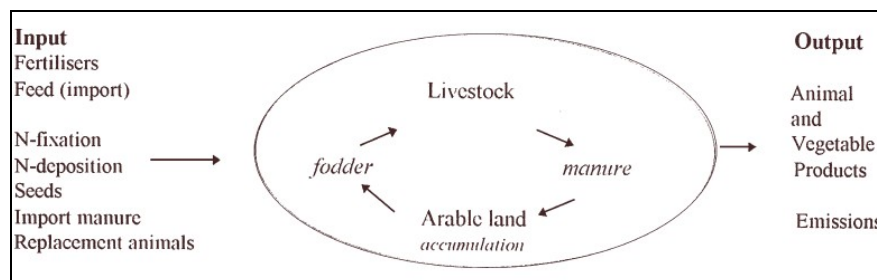 Input
Fertilisers
Feed (import)
N-fixation
N-deposition
Seeds
Import manure
Replacement animals
Livestock
fodder
manure
Arable land
accumulation
Output
Animal
and
Vegetable
Products
Emissions